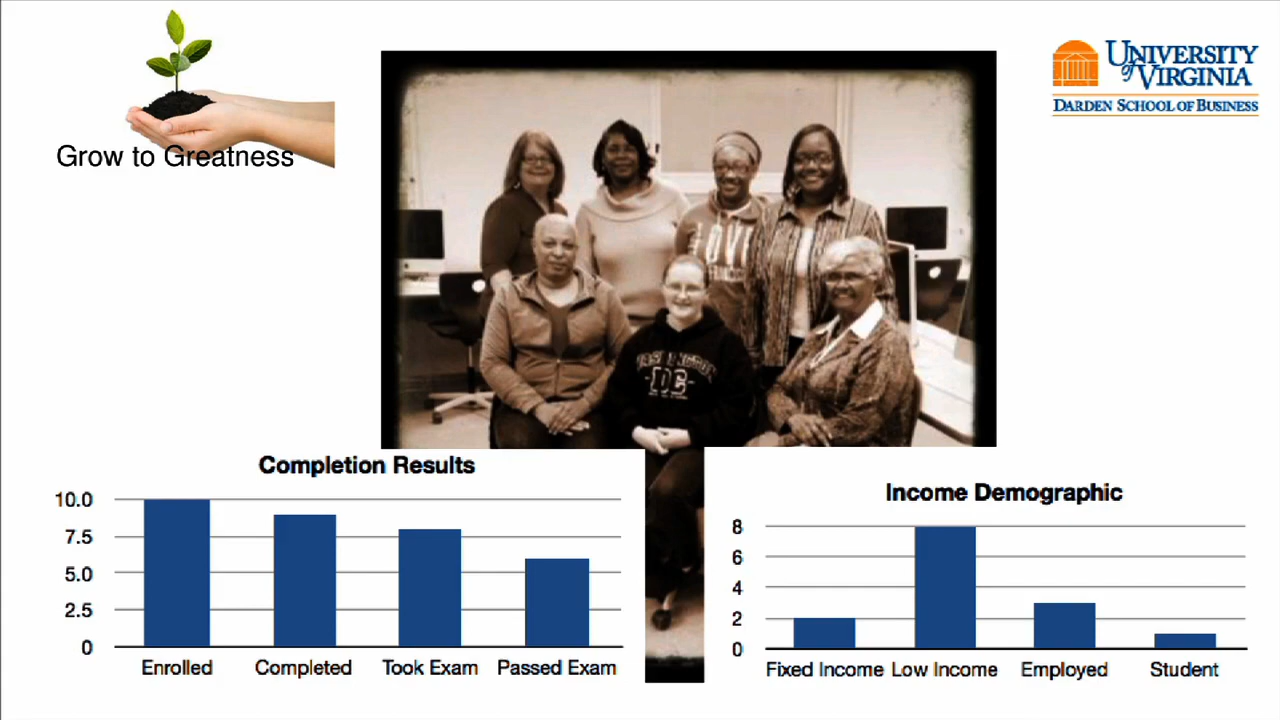 Grow to Greatness
UNIVERSITY
of VIRGINIA
DARDEN SCHOOL OF BUSINESS
DC
Completion Results
10.0
7.5
5.0
2.5
0
Enrolled Completed Took Exam Passed Exam
Income Demographic
8
6
4
2
0
Fixed Income Low Income Employed Student